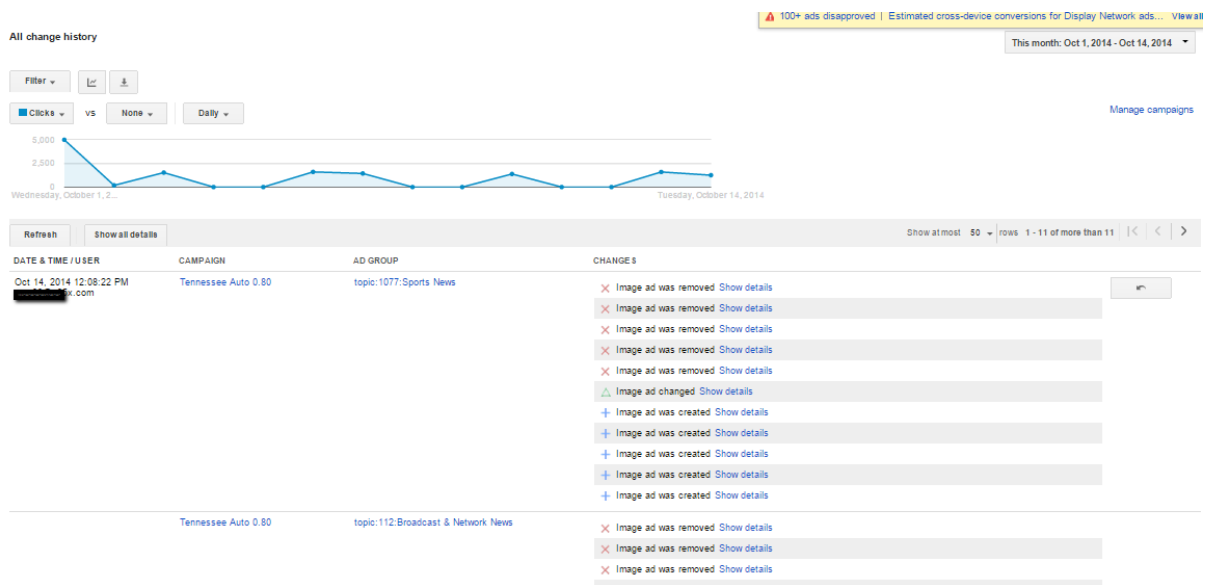 100+ ads disapproved | Estimated cross-device conversions for Display Network ads... View all
All change history
This month: Oct 1, 2014 - Oct 14, 2014
Filter
Clicks vs None Daily
Manage campaigns
5,000
2,500
0
Wednesday, October 1, 2... Tuesday, October 14, 2014
Refresh Show all details Show at most 50 rows 1 - 11 of more than 11
DATE & TIME / USER CAMPAIGN AD GROUP CHANGES
Oct 14, 2014 12:08:22 PM Tennessee Auto 0.80 topic:1077:Sports News Image ad was removed Show details
x.com
Image ad was removed Show details
Image ad was removed Show details
Image ad was removed Show details
Image ad was removed Show details
Image ad changed Show details
Image ad was created Show details
Image ad was created Show details
Image ad was created Show details
Image ad was created Show details
Image ad was created Show details
Tennessee Auto 0.80 topic:112:Broadcast & Network News Image ad was removed Show details
Image ad was removed Show details
Image ad was removed Show details